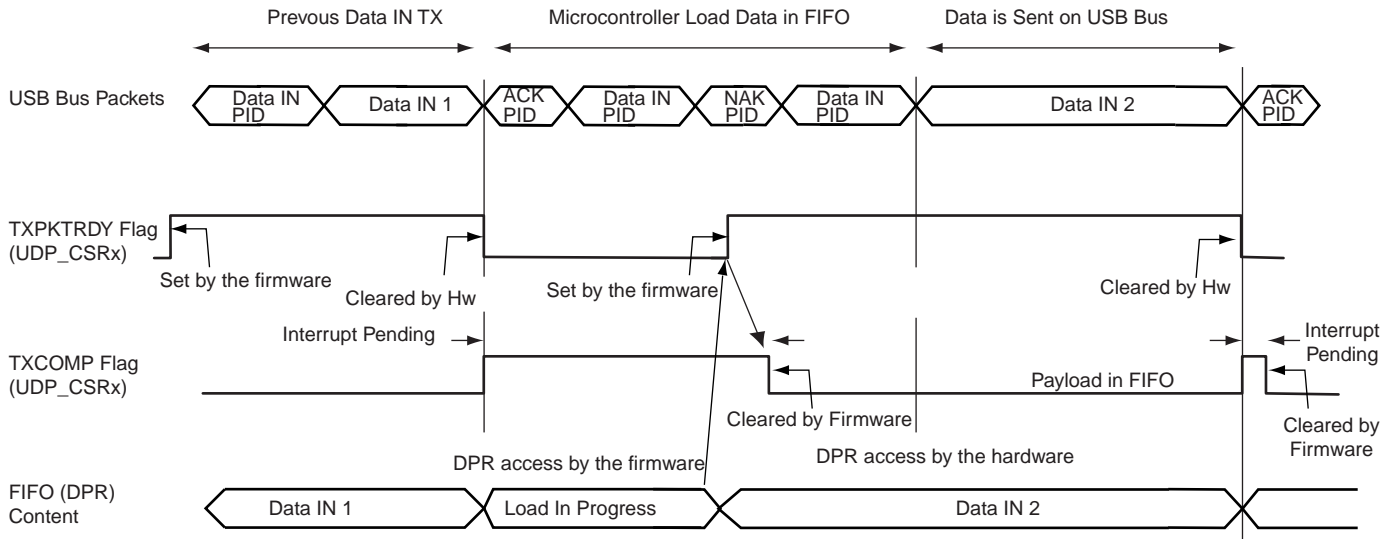 Prevous Data IN TX
Microcontroller Load Data in FIFO
Data is Sent on USB Bus
USB Bus Packets
Data IN
PID
Data IN 1
ACK
PID
Data IN
PID
NAK
PID
Data IN
PID
Data IN 2
ACK
PID
TXPKTRDY Flag
(UDP_CSRx)
Set by the firmware
Cleared by Hw
Set by the firmware
Cleared by Hw
Interrupt Pending
Interrupt
Pending
TXCOMP Flag
(UDP_CSRx)
Payload in FIFO
Cleared by Firmware
Cleared by
Firmware
DPR access by the firmware
DPR access by the hardware
FIFO (DPR)
Content
Data IN 1
Load In Progress
Data IN 2